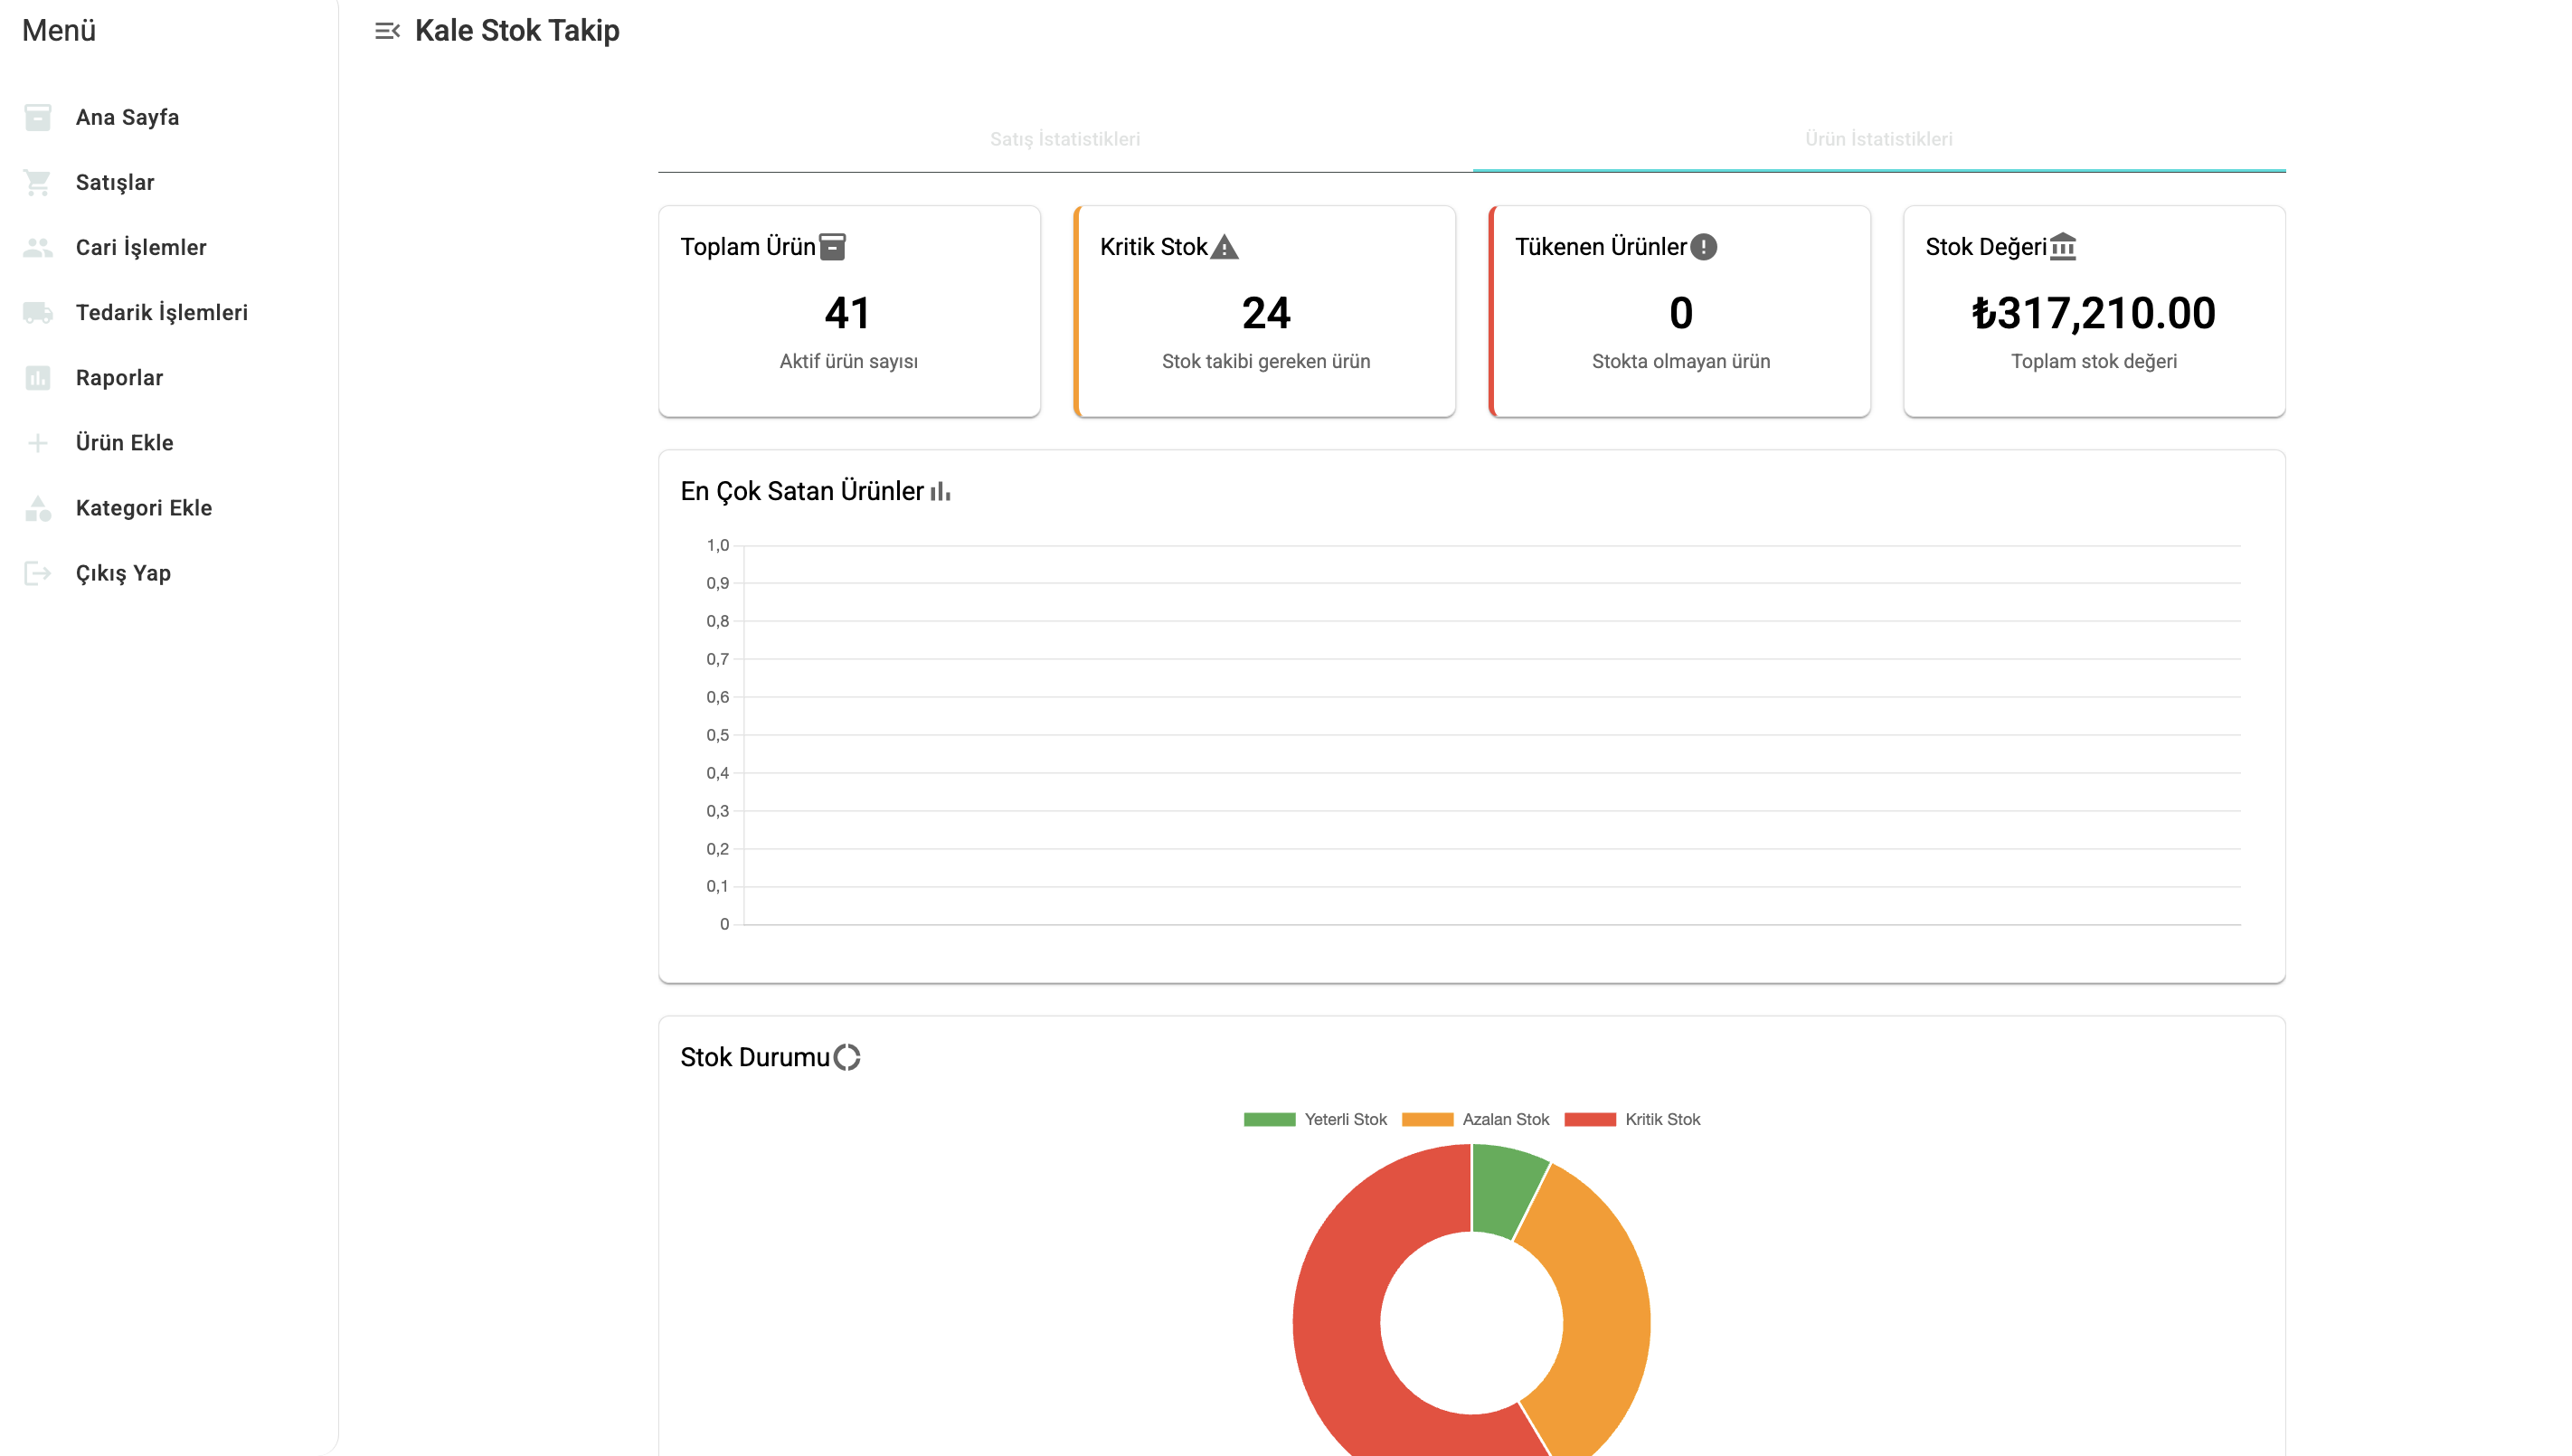 Menü
Ana Sayfa
Satışlar
Cari İşlemler
Tedarik İşlemleri
Raporlar
Ürün Ekle
Kategori Ekle
Çıkış Yap
Kale Stok Takip
Satış İstatistikleri
Ürün İstatistikleri
Toplam Ürün
41
Aktif ürün sayısı
Kritik Stok
24
Stok takibi gereken ürün
Tükenen Ürünler
0
Stokta olmayan ürün
Stok Değeri
₺317,210.00
Toplam stok değeri
En Çok Satan Ürünler
1,0
0,9
0,8
0,7
0,6
0,5
0,4
0,3
0,2
0,1
0
Stok Durumu
Yeterli Stok
Azalan Stok
Kritik Stok